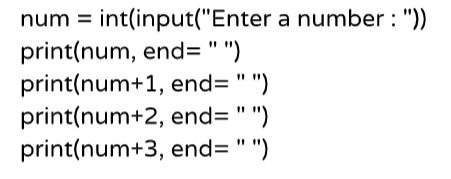 num = int(input("Enter a number : "))
print(num, end= " ")
print(num+1, end= " ")
print(num+2, end= " ")
print(num+3, end= " ")